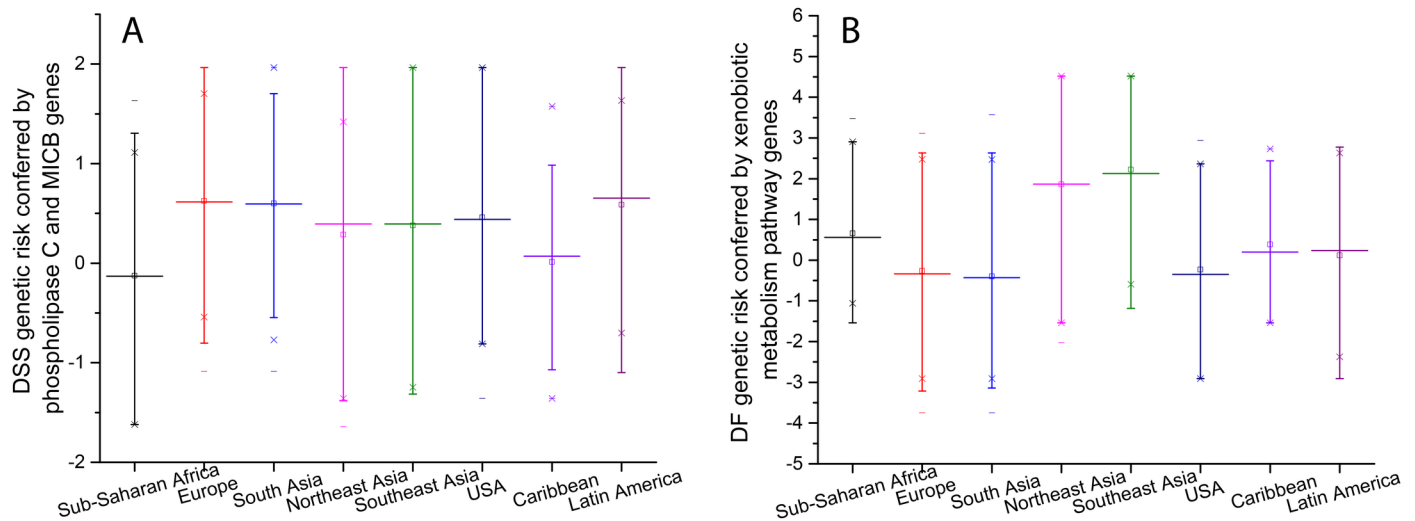 A
DSS genetic risk conferred by
phospholipase C and MICB genes
2
1
0
-1
-2
Sub-Saharan Africa
Europe
South Asia
Northeast Asia
Southeast Asia
USA
Caribbean
Latin America
B
DF genetic risk conferred by xenobiotic
metabolism pathway genes
6
5
4
3
2
1
0
-1
-2
-3
-4
-5
Sub-Saharan Africa
Europe
South Asia
Northeast Asia
Southeast Asia
USA
Caribbean
Latin America